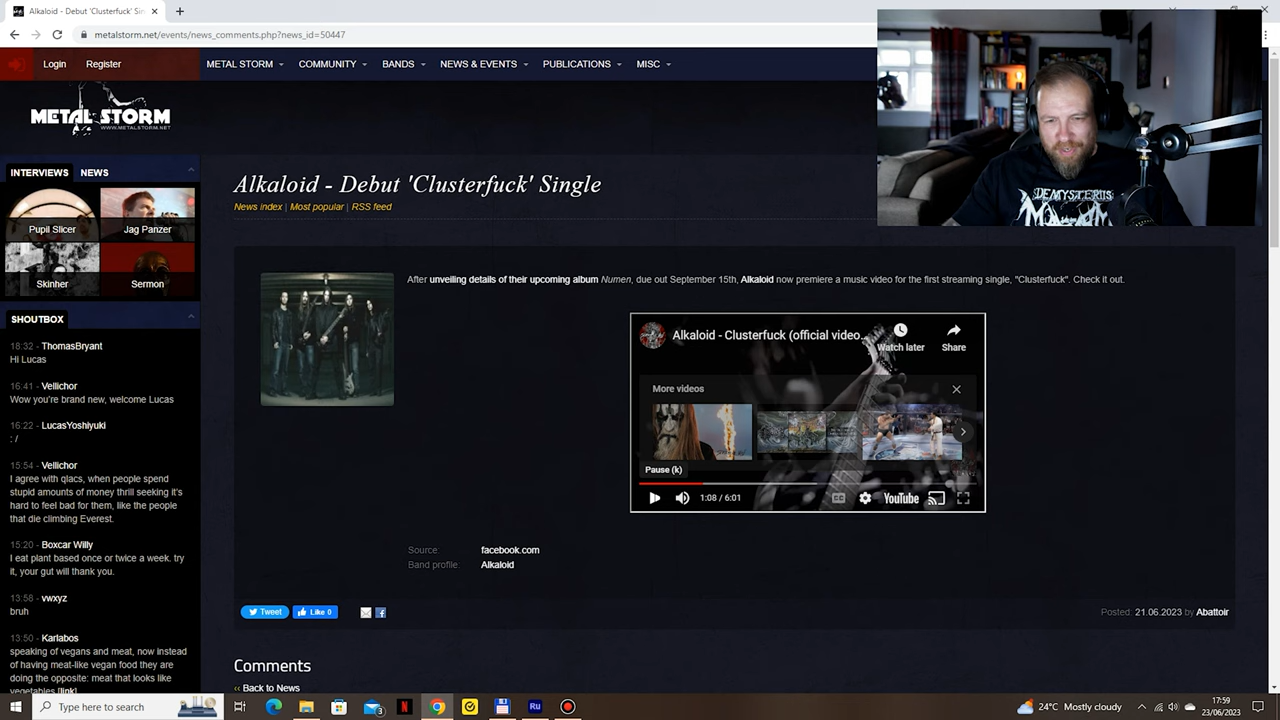 Alkaloid - Debut 'Clusterfuck' Sin
metalstorm.net/events/news_comments.php?news_id=50447
Login Register METAL STORM COMMUNITY BANDS NEWS & EVENTS PUBLICATIONS MISC
METAL STORM
WWW.METALSTORM.NET
INTERVIEWS NEWS
Pupil Slicer Jag Panzer
Skinner Sermon
SHOUTBOX
18:32 - ThomasBryant
Hi Lucas
16:41 - Vellichor
Wow you're brand new, welcome Lucas
16:22 - LucasYoshiyuki
: /
15:54 - Vellichor
I agree with qlacs, when people spend
stupid amounts of money thrill seeking it's
hard to feel bad for them, like the people
that die climbing Everest.
15:20 - Boxcar Willy
I eat plant based once or twice a week. try
it, your gut will thank you.
13:58 - vwxyz
bruh
13:50 - Karlabos
speaking of vegans and meat, now instead
of having meat-like vegan food they are
doing the opposite: meat that looks like
vegetables [link]
Alkaloid - Debut 'Clusterfuck' Single
News index | Most popular | RSS feed
After unveiling details of their upcoming album Numen, due out September 15th, Alkaloid now premiere a music video for the first streaming single, "Clusterfuck". Check it out.
Alkaloid - Clusterfuck (official video...
Watch later Share
More videos
Pause (k)
1:08 / 6:01 CC YouTube
Source: facebook.com
Band profile: Alkaloid
Tweet Like 0
Posted: 21.06.2023 by Abattoir
Comments
‹‹ Back to News
DEMYSTERIIS
Type here to search
3 N Ru 24°C Mostly cloudy 17:59
23/06/2023